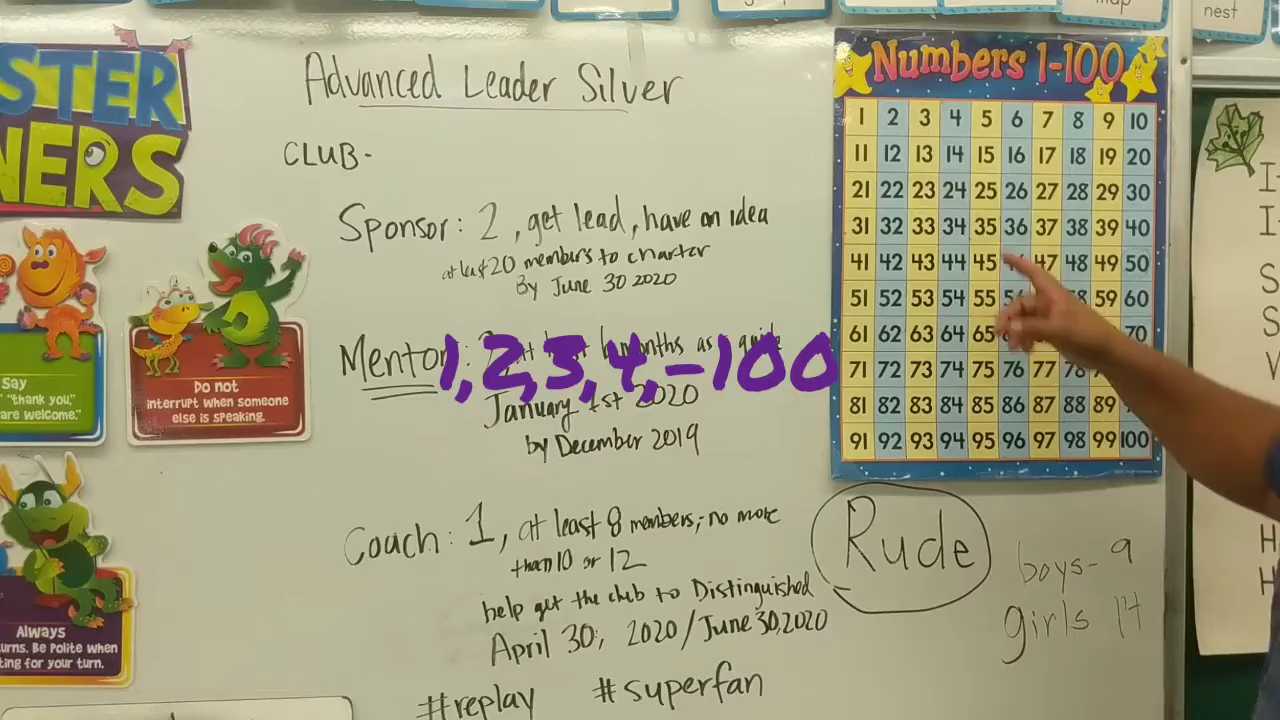 map
nest
STER
NERS
Say
"thank you,"
are welcome."
Do not
interrupt when someone
else is speaking.
Always
turns. Be polite when
ting for your turn.
Advanced Leader Silver
CLUB-
Sponsor: 2, get lead, have an idea
at least 20 members to charter
By June 30 2020
Mentor: months as
1,2,3,4,-100
January 1st 2020
by December 2019
Coach: 1, at least 8 members, no more
than 10 or 12
help get the club to Distinguished
April 30, 2020/June 30, 2020
#replay #superfan
Numbers 1-100
1 2 3 4 5 6 7 8 9 10
11 12 13 14 15 16 17 18 19 20
21 22 23 24 25 26 27 28 29 30
31 32 33 34 35 36 37 38 39 40
41 42 43 44 45 47 48 49 50
51 52 53 54 55 59 60
61 62 63 64 65 70
71 72 73 74 75 76 77 78
81 82 83 84 85 86 87 88 89
91 92 93 94 95 96 97 98 99 100
Rude
boys- 9
girls 14
I
I
S
S
V
H
H